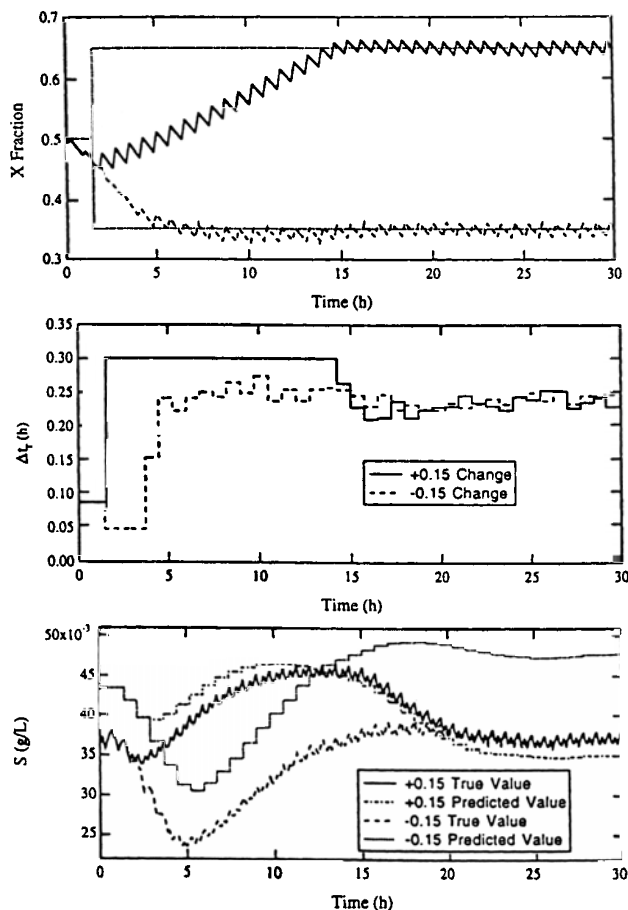 0.7
0.6
0.5
0.4
0.3
X Fraction
0 5 10 15 20 25 30
Time (h)
0.35
0.30
0.25
0.20
0.15
0.10
0.05
0.00
Δt_r (h)
+0.15 Change
-0.15 Change
0 5 10 15 20 25 30
Time (h)
50x10⁻³
45
40
35
30
25
S (g/L)
+0.15 True Value
+0.15 Predicted Value
-0.15 True Value
-0.15 Predicted Value
0 5 10 15 20 25 30
Time (h)